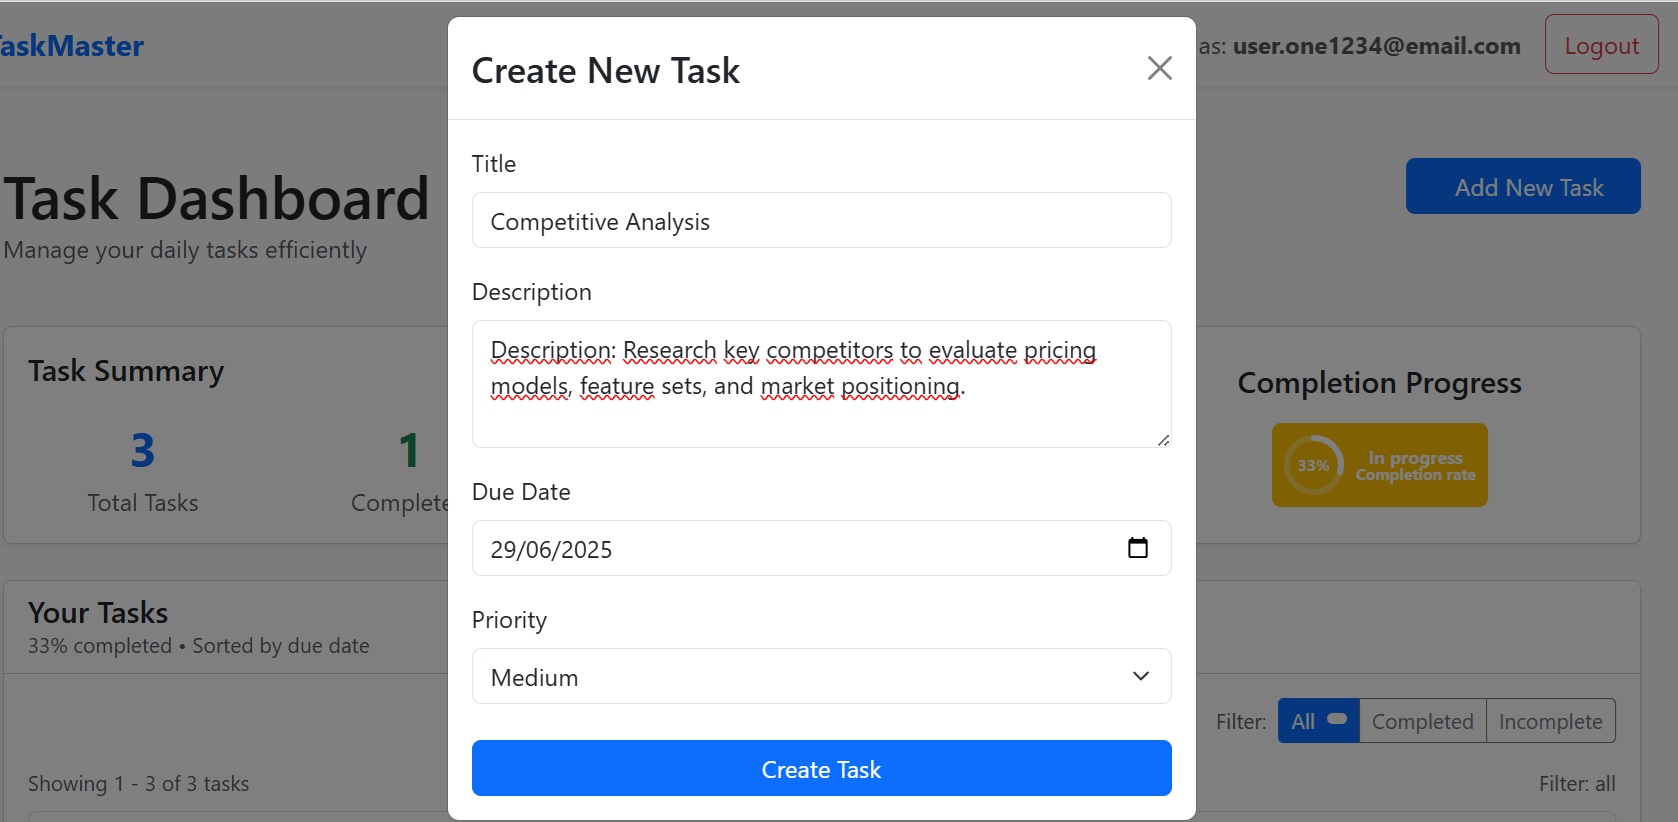 TaskMaster
as: user.one1234@email.com
Logout
Task Dashboard
Manage your daily tasks efficiently
Add New Task
Task Summary
3
Total Tasks
1
Complete
Completion Progress
33%
In progress
Completion rate
Your Tasks
33% completed • Sorted by due date
Filter: All Completed Incomplete
Showing 1 - 3 of 3 tasks
Filter: all
Create New Task
Title
Competitive Analysis
Description
Description: Research key competitors to evaluate pricing
models, feature sets, and market positioning.
Due Date
29/06/2025
Priority
Medium
Create Task